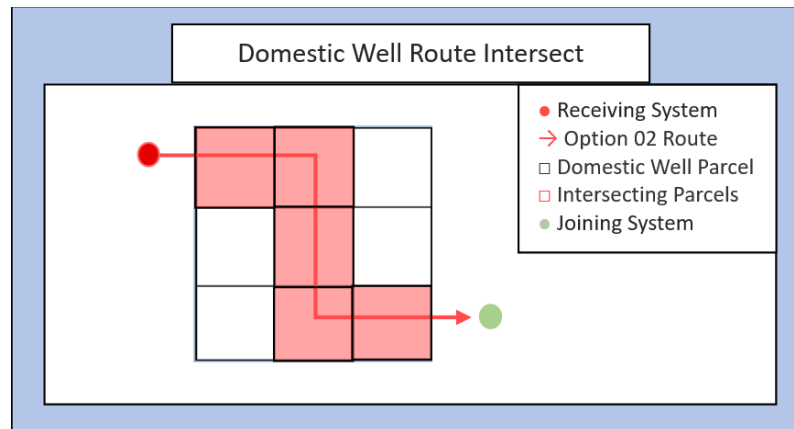 Domestic Well Route Intersect
Receiving System
Option 02 Route
Domestic Well Parcel
Intersecting Parcels
Joining System